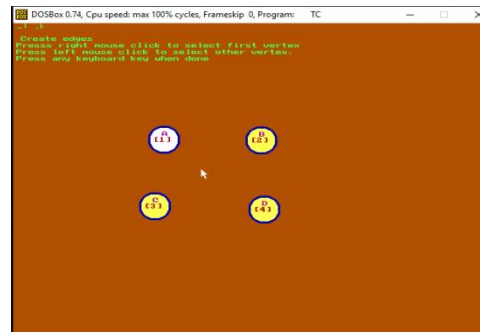 DOSBox 0.74, Cpu speed: max 100% cycles, Frameskip 0, Program: TC
Create edges
Presss right mouse click to select first vertex
Press left mouse click to select other vertex.
Press any keyboard key when done
A
[1]
B
[2]
C
[3]
D
[4]